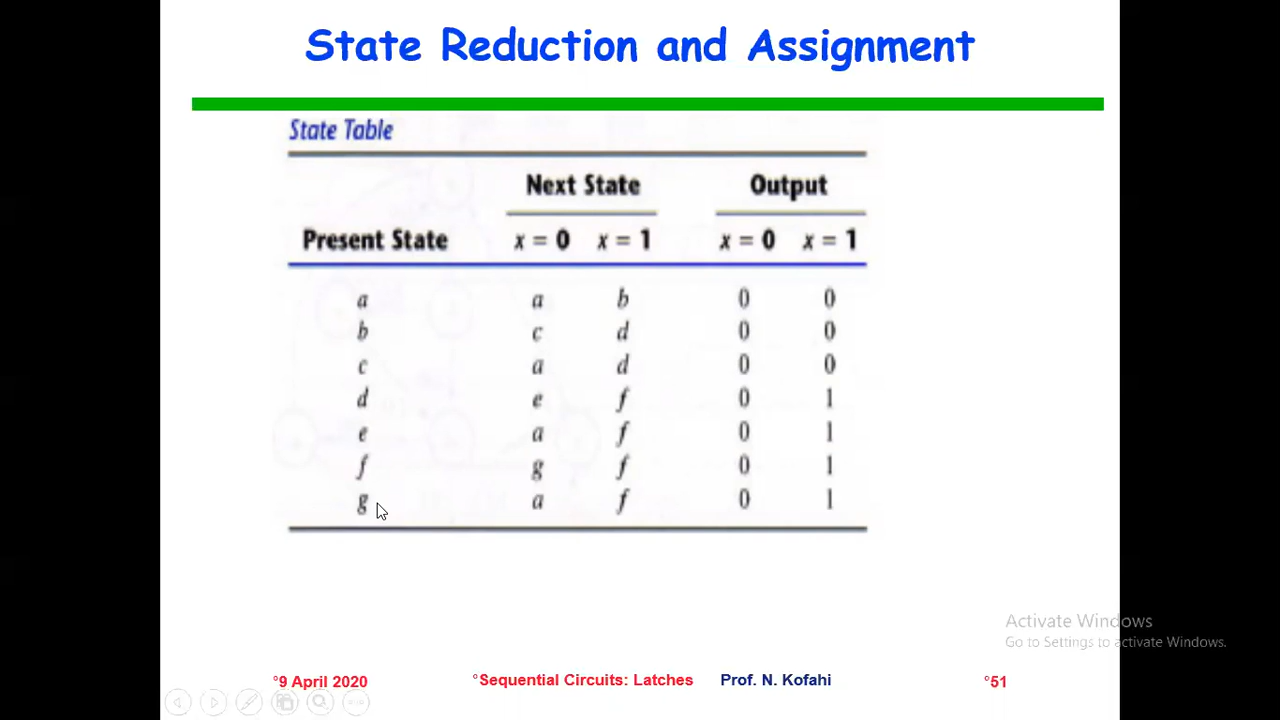 State Reduction and Assignment
State Table
Next State Output
Present State x = 0 x = 1 x = 0 x = 1
a a b 0 0
b c d 0 0
c a d 0 0
d e f 0 1
e a f 0 1
f g f 0 1
g a f 0 1
Activate Windows
Go to Settings to activate Windows.
°9 April 2020 °Sequential Circuits: Latches Prof. N. Kofahi °51